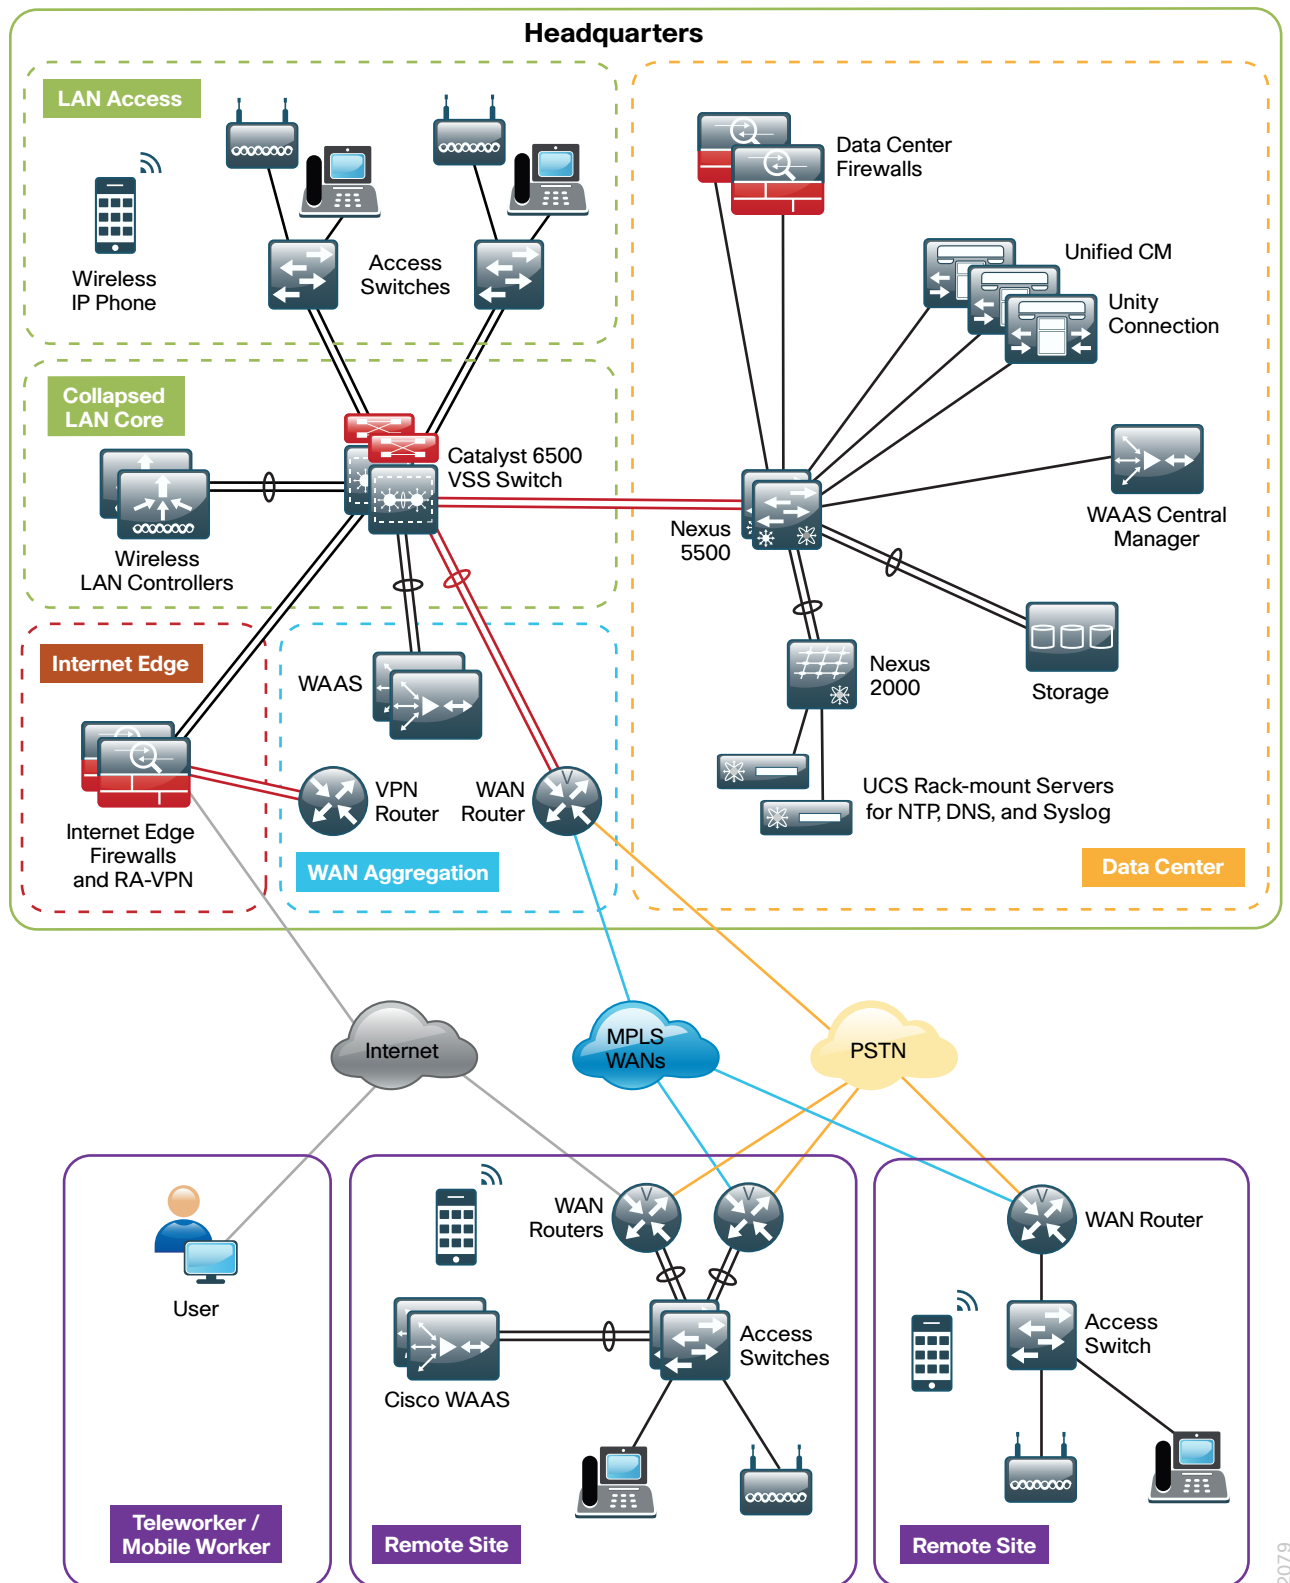 Headquarters
LAN Access
Wireless
IP Phone
Access
Switches
Data Center
Firewalls
Unified CM
Unity
Connection
Collapsed
LAN Core
Catalyst 6500
VSS Switch
Wireless
LAN Controllers
Nexus
5500
WAAS Central
Manager
Internet Edge
WAAS
Nexus
2000
Storage
VPN
Router
WAN
Router
V
UCS Rack-mount Servers
for NTP, DNS, and Syslog
Internet Edge
Firewalls
and RA-VPN
WAN Aggregation
Data Center
Internet
MPLS
WANs
PSTN
User
Teleworker /
Mobile Worker
WAN
Routers
V
V
Access
Switches
Cisco WAAS
Remote Site
V
WAN Router
Access
Switch
Remote Site
2079